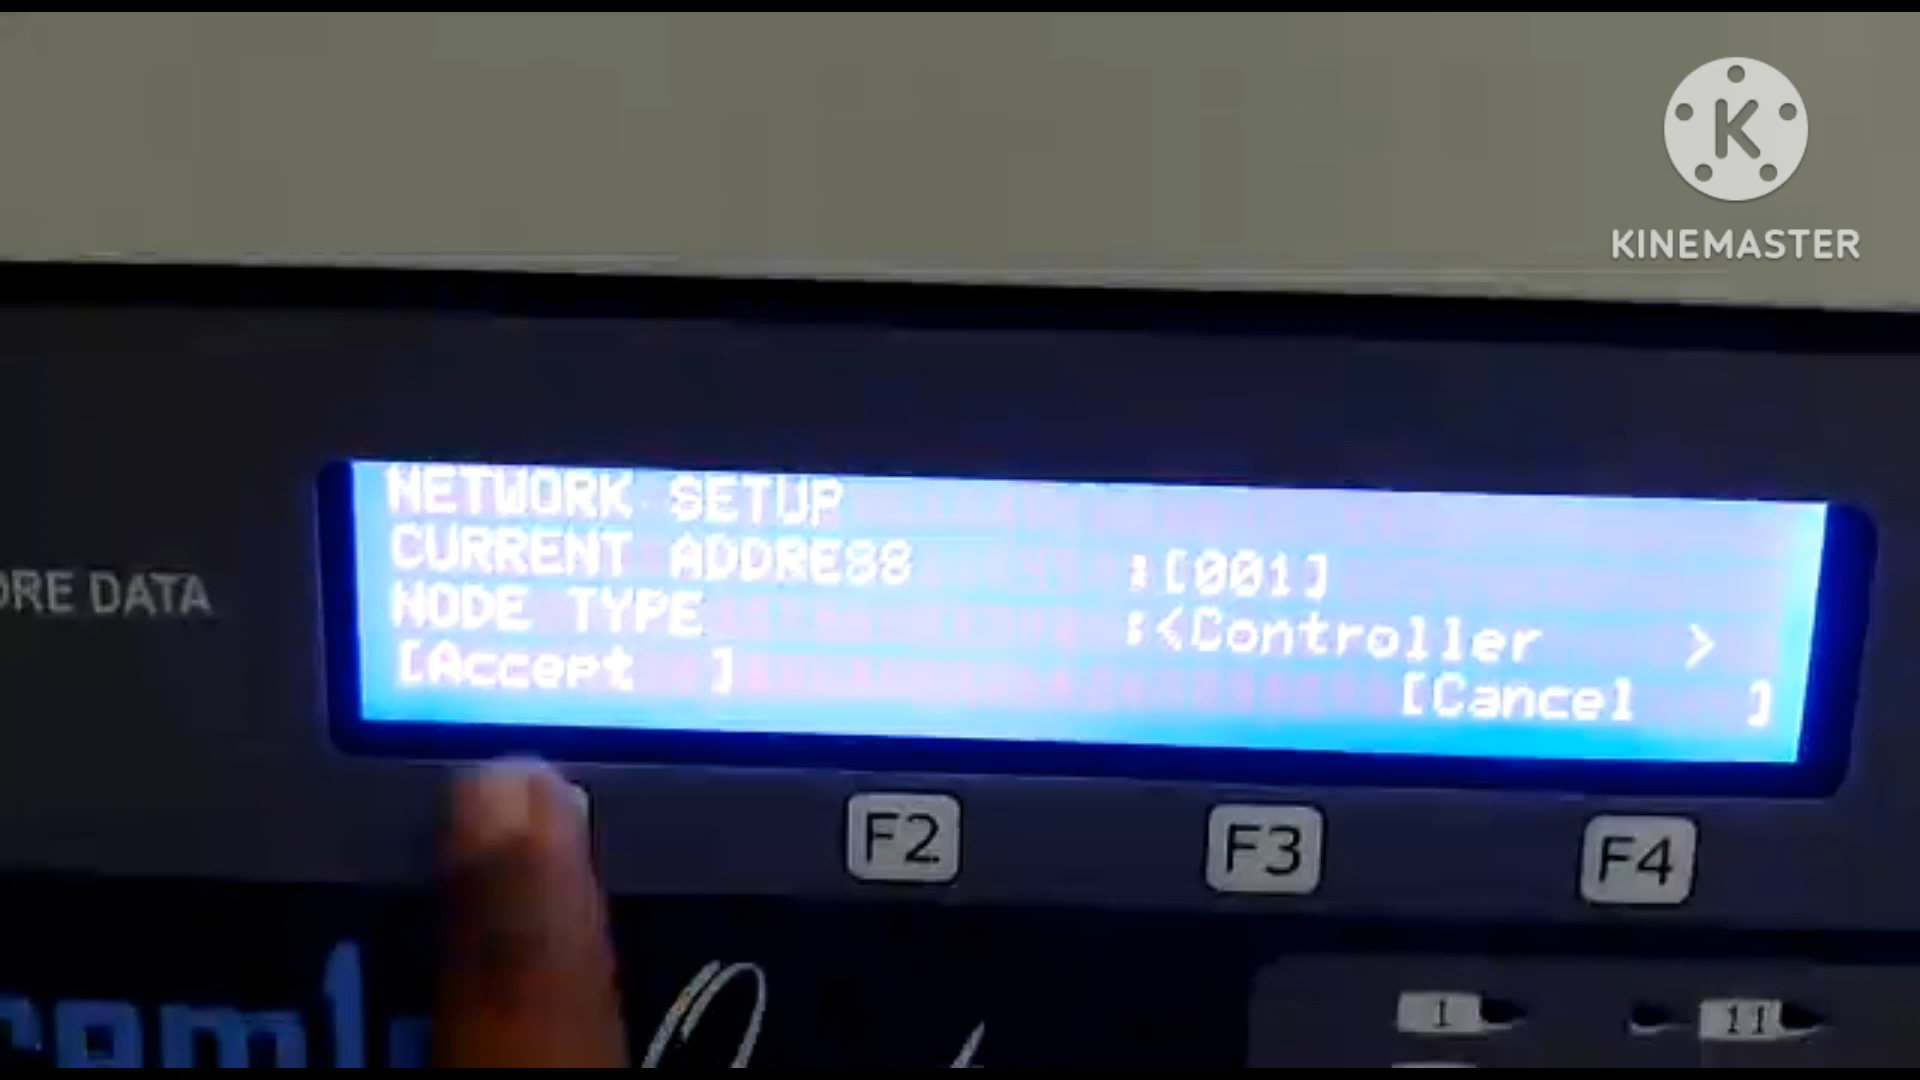 KINEMASTER
NETWORK SETUP
CURRENT ADDRESS :[001]
NODE TYPE :<Controller >
[Accept ] [Cancel ]
ORE DATA
F2 F3 F4
1 11